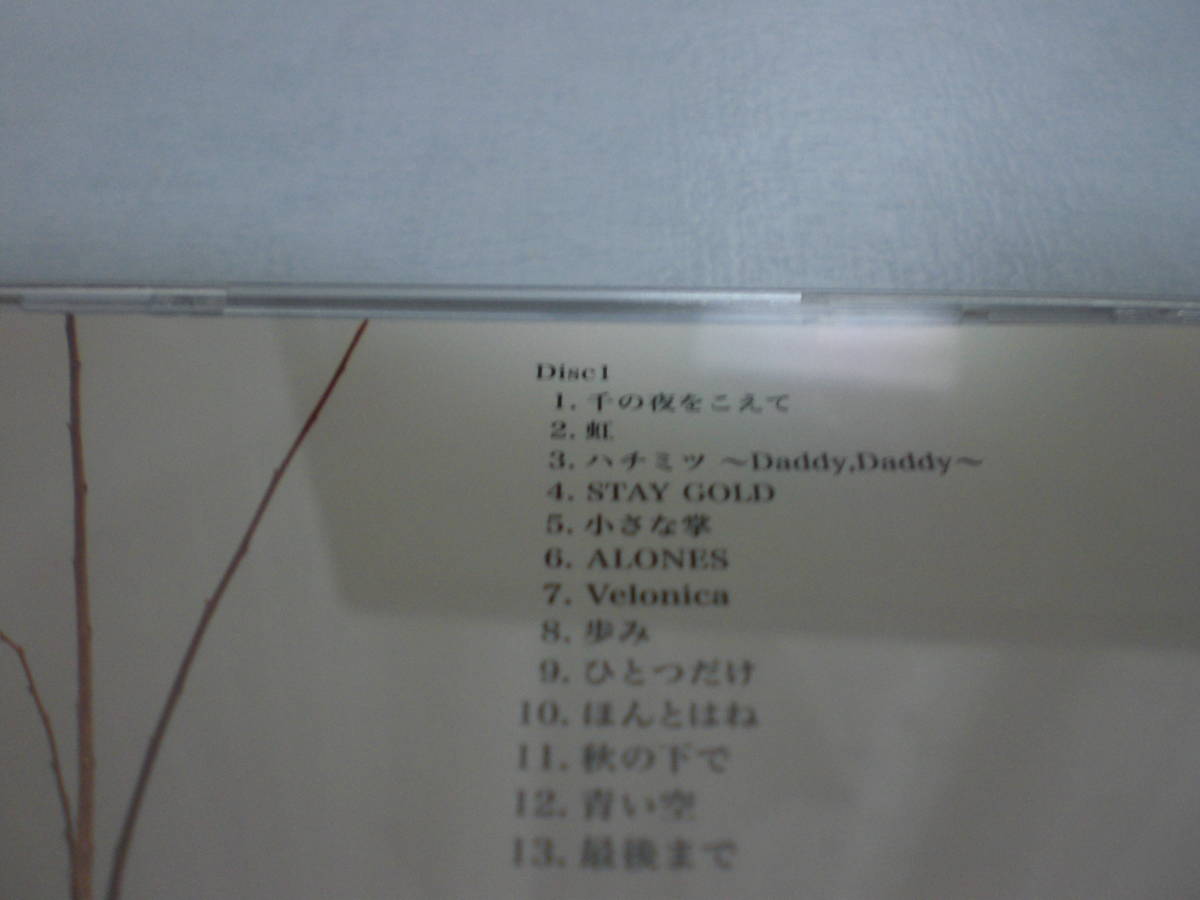 Disc1
1. 千の夜をこえて
2. 虹
3. ハチミツ ～Daddy,Daddy～
4. STAY GOLD
5. 小さな掌
6. ALONES
7. Velonica
8. 歩み
9. ひとつだけ
10. ほんとはね
11. 秋の下で
12. 青い空
13. 最後まで